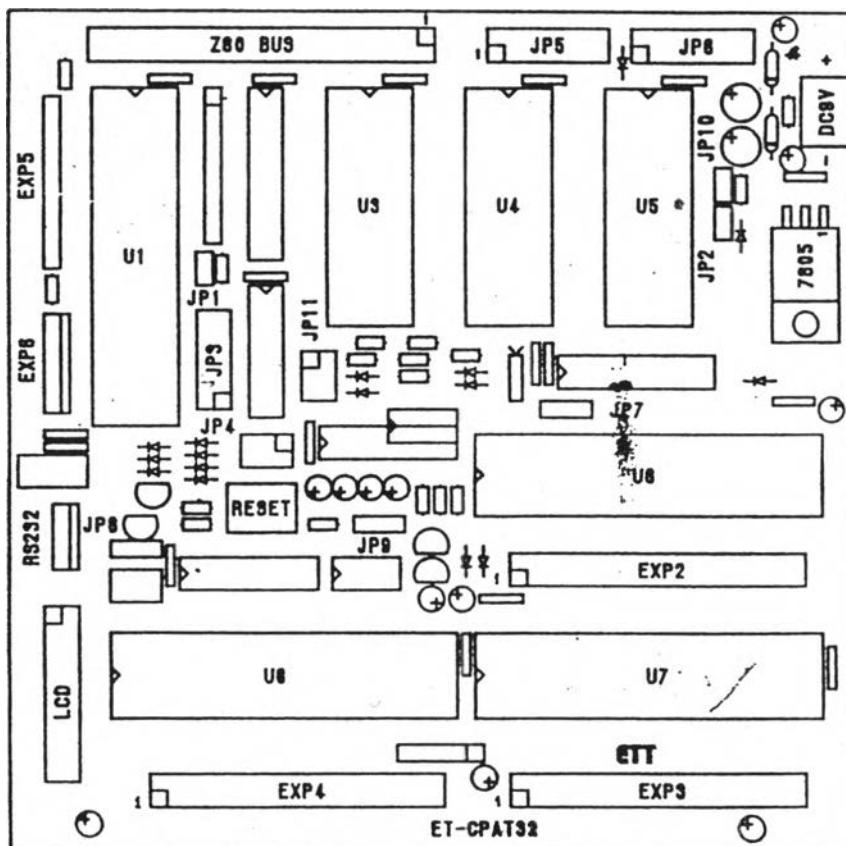 1
Z80 BUS
1 JP5
JP6
+
DC9V
-
EXP5
U1
U3
U4
U5
JP10
JP2
1
7805
JP1
JP11
EXP6
JP3
JP4
JP7
U8
RS232
JP8
RESET
JP9
1
EXP2
LCD
U6
U7
ETT
1 EXP4
1 EXP3
ET-CPAT32